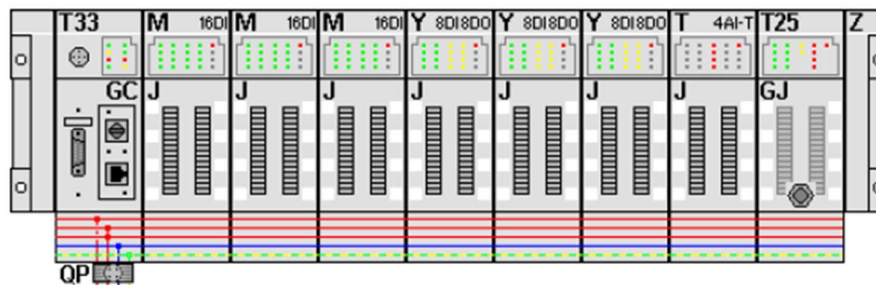 T33 M 16DI M 16DI M 16DI Y 8DI8DO Y 8DI8DO Y 8DI8DO T 4AI-T T25 Z
GC J J J J J J J GJ
QP